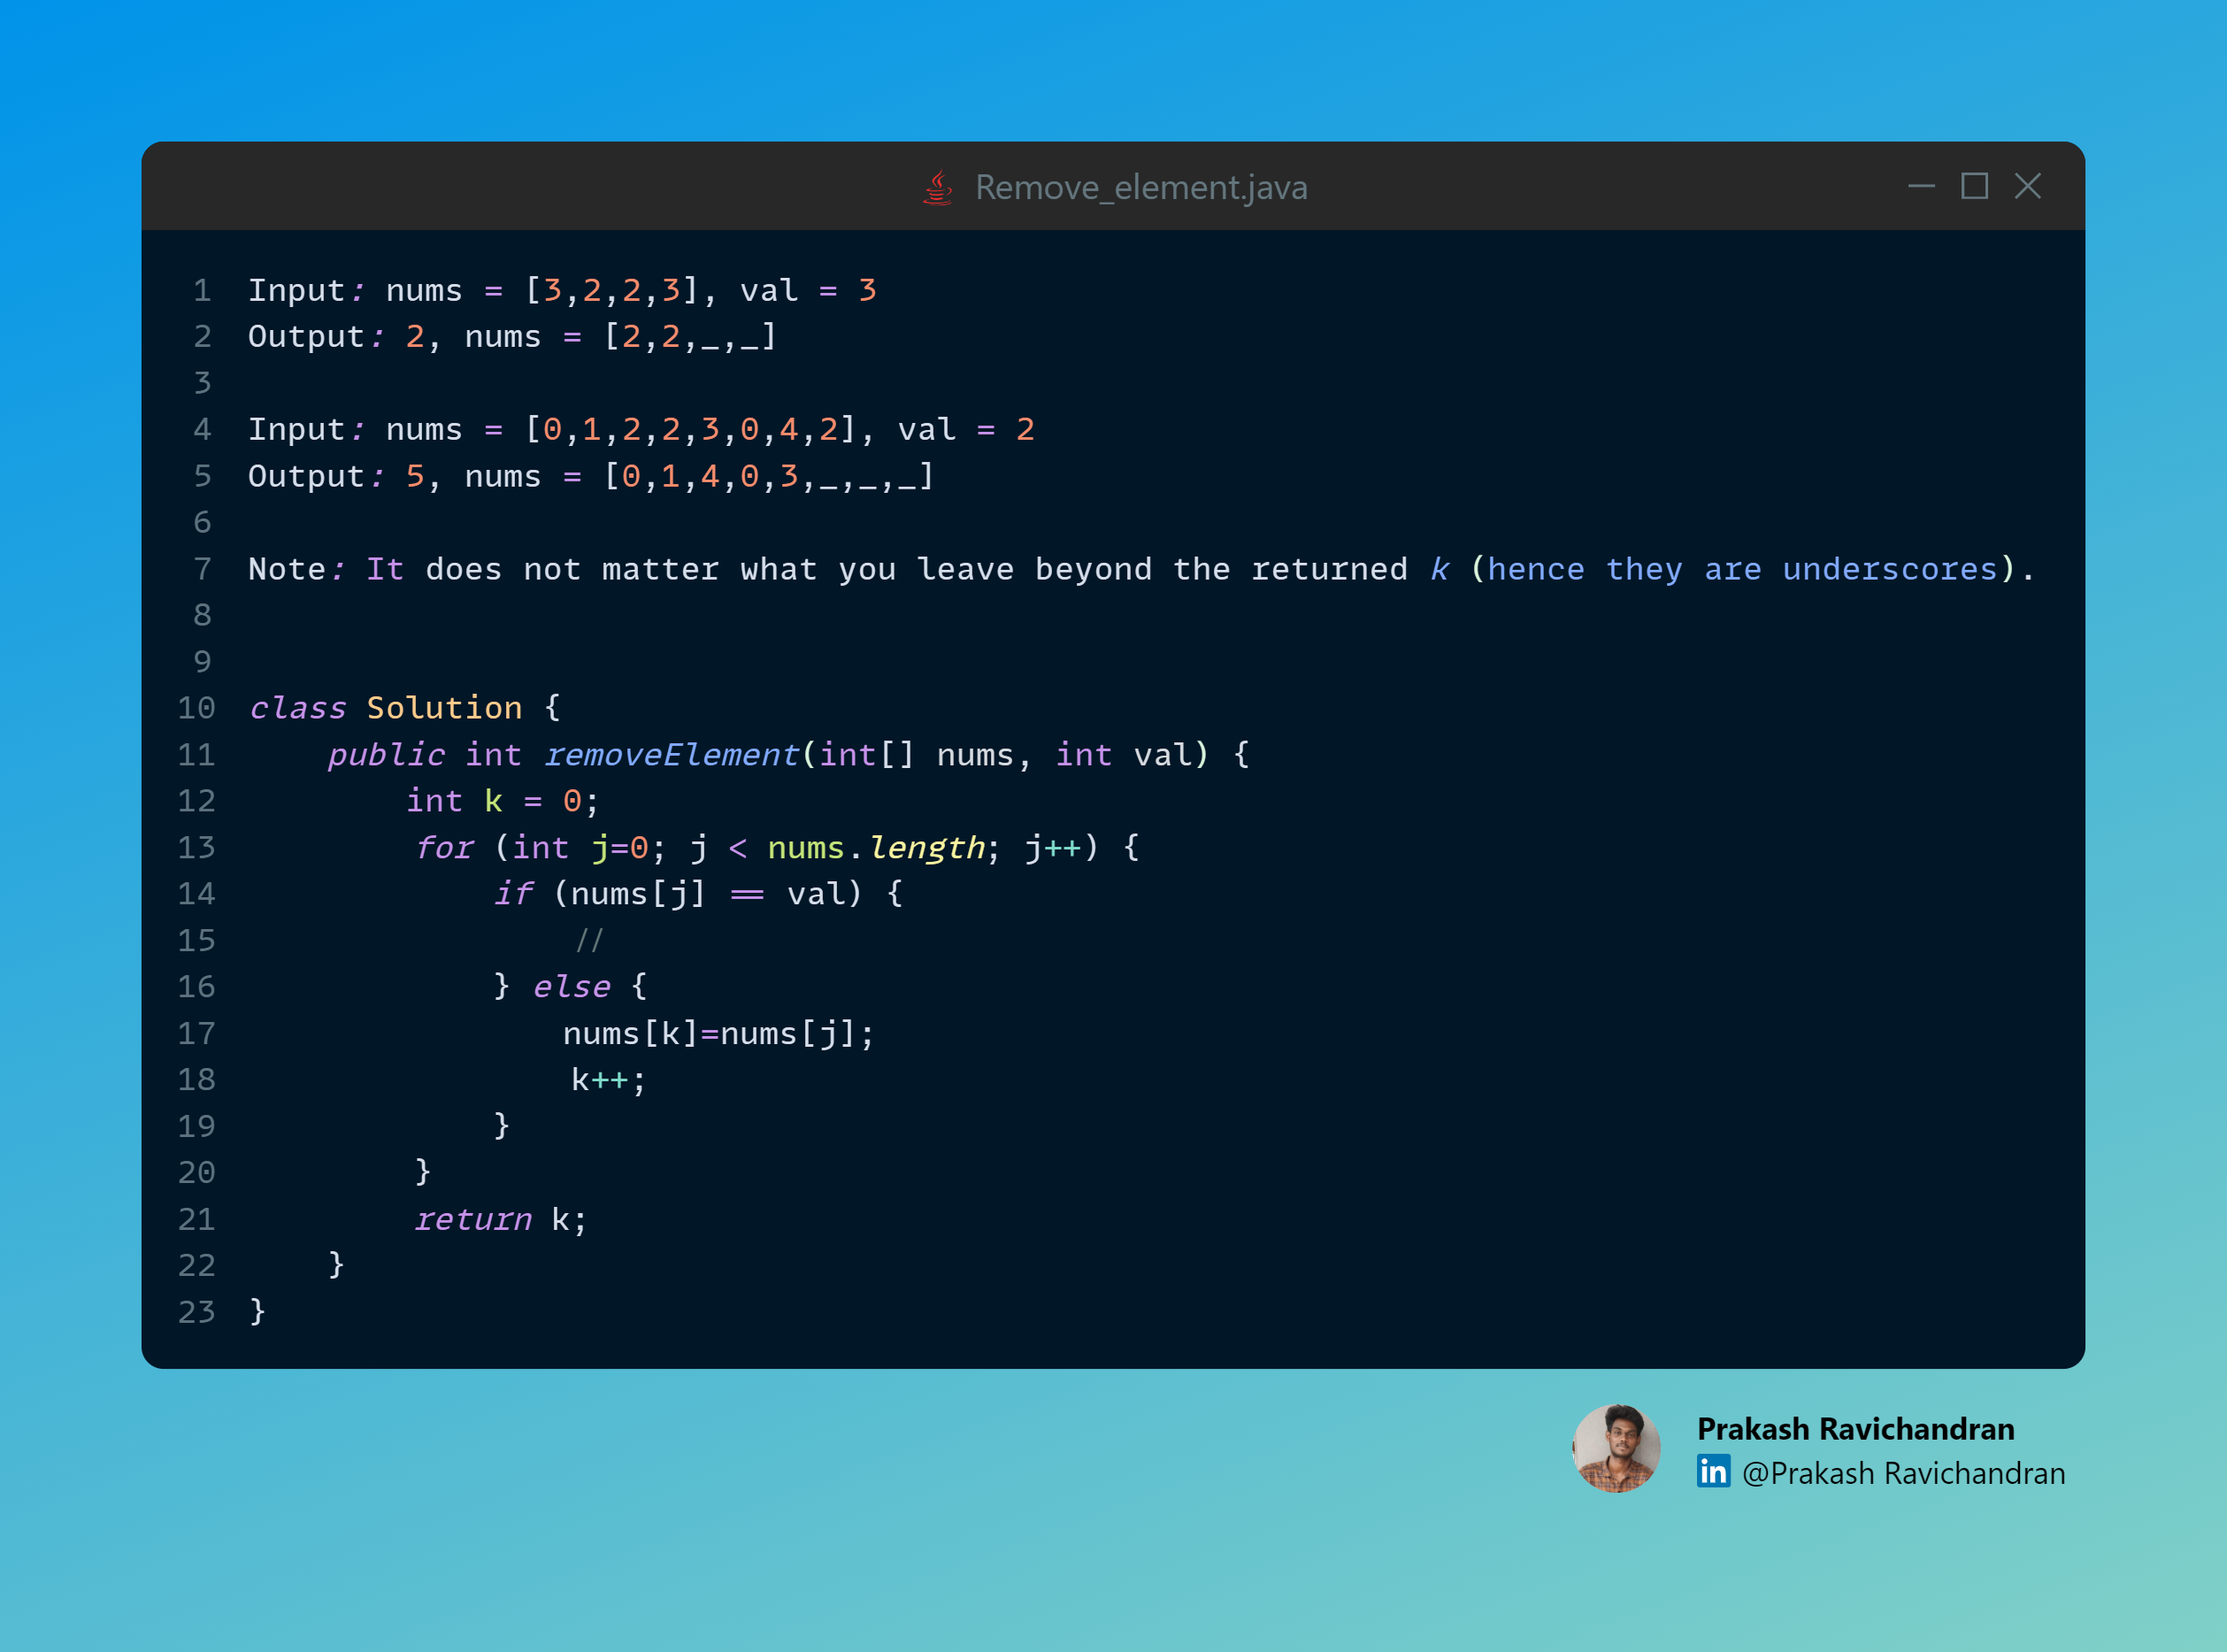 Remove_element.java
1 Input: nums = [3,2,2,3], val = 3
2 Output: 2, nums = [2,2,_,_]
3
4 Input: nums = [0,1,2,2,3,0,4,2], val = 2
5 Output: 5, nums = [0,1,4,0,3,_,_,_]
6
7 Note: It does not matter what you leave beyond the returned k (hence they are underscores).
8
9
10 class Solution {
11     public int removeElement(int[] nums, int val) {
12         int k = 0;
13         for (int j=0; j < nums.length; j++) {
14             if (nums[j] == val) {
15                 //
16             } else {
17                 nums[k]=nums[j];
18                 k++;
19             }
20         }
21         return k;
22     }
23 }
Prakash Ravichandran
in @Prakash Ravichandran